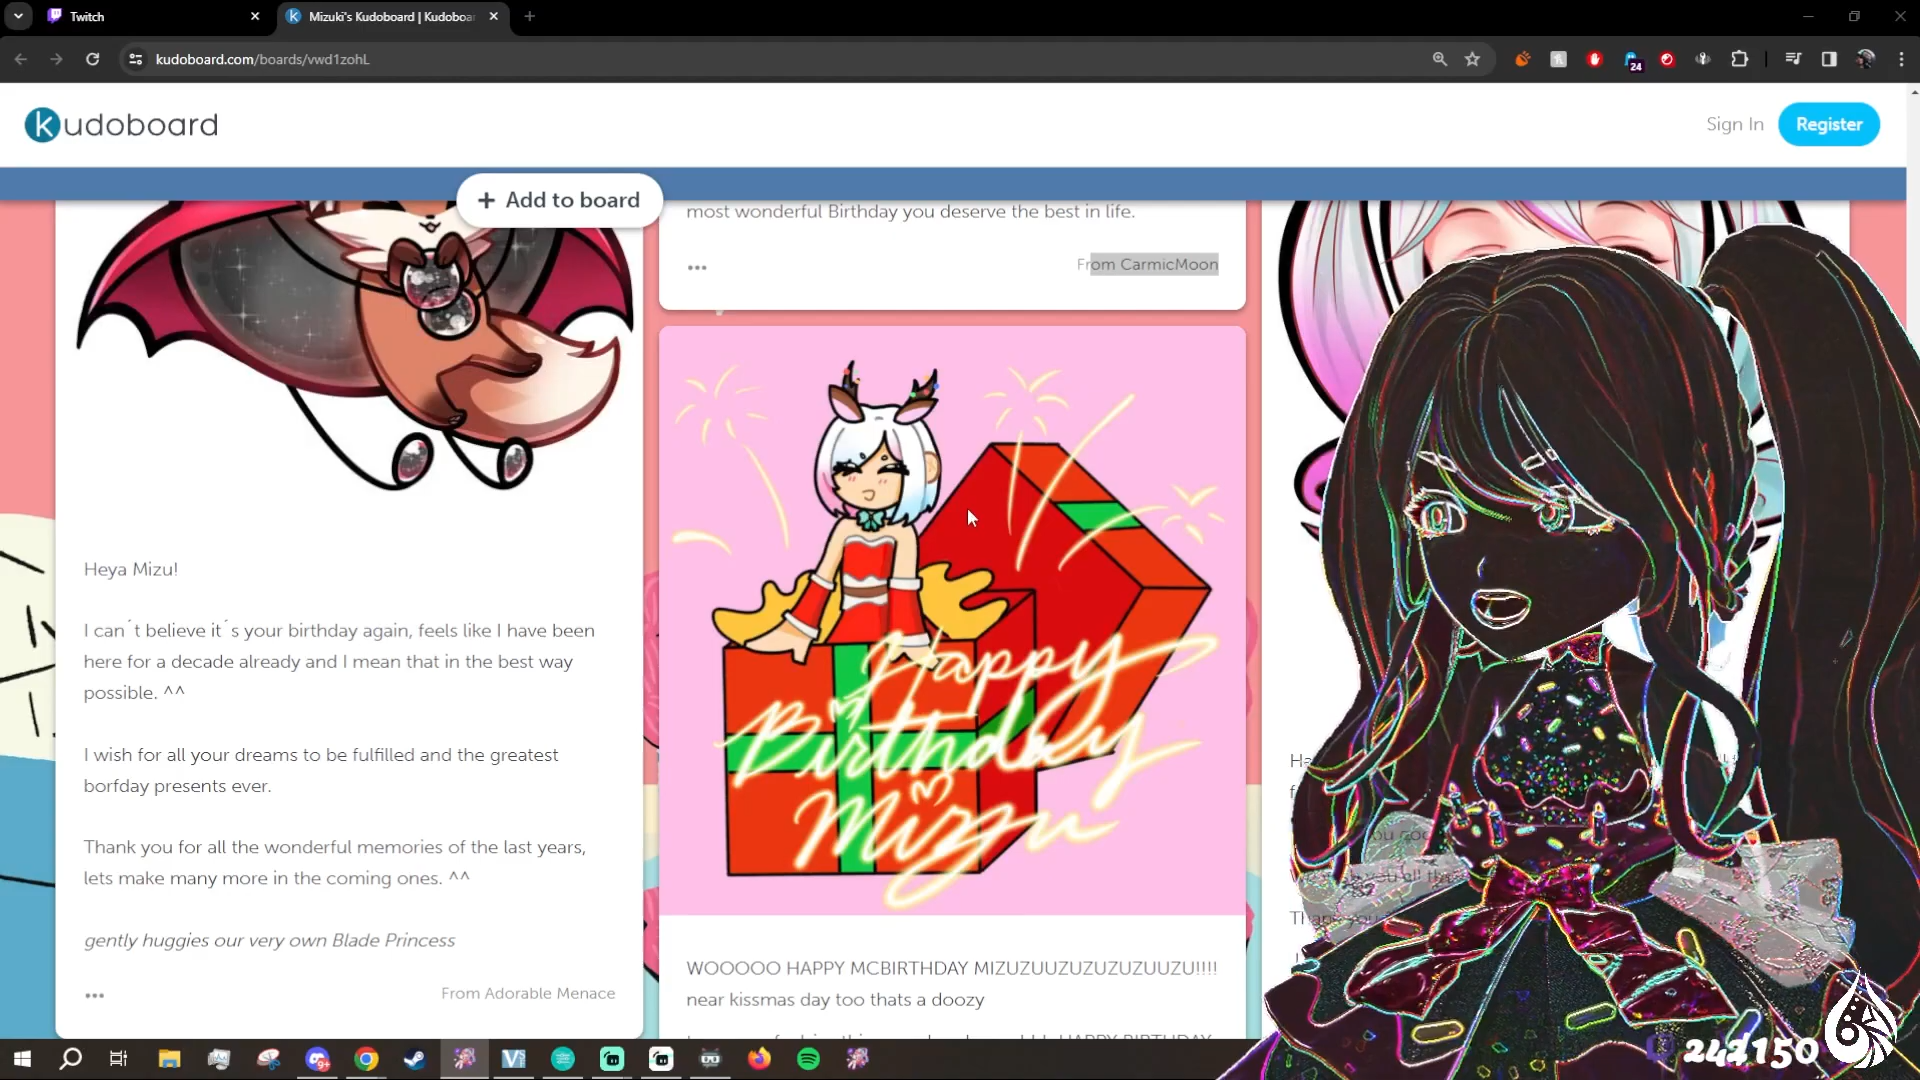 Twitch
Mizuki's Kudoboard | Kudoboa
kudoboard.com/boards/vwd1zohL
24
kudoboard
Sign In
Register
+ Add to board
most wonderful Birthday you deserve the best in life.
From CarmicMoon
Heya Mizu!
I can´t believe it´s your birthday again, feels like I have been
here for a decade already and I mean that in the best way
possible. ^^
I wish for all your dreams to be fulfilled and the greatest
borfday presents ever.
Thank you for all the wonderful memories of the last years,
lets make many more in the coming ones. ^^
gently huggies our very own Blade Princess
From Adorable Menace
Happy
Birthday
Mizzu
WOOOOO HAPPY MCBIRTHDAY MIZUZUUZUZUZUZUUZU!!!!
near kissmas day too thats a doozy